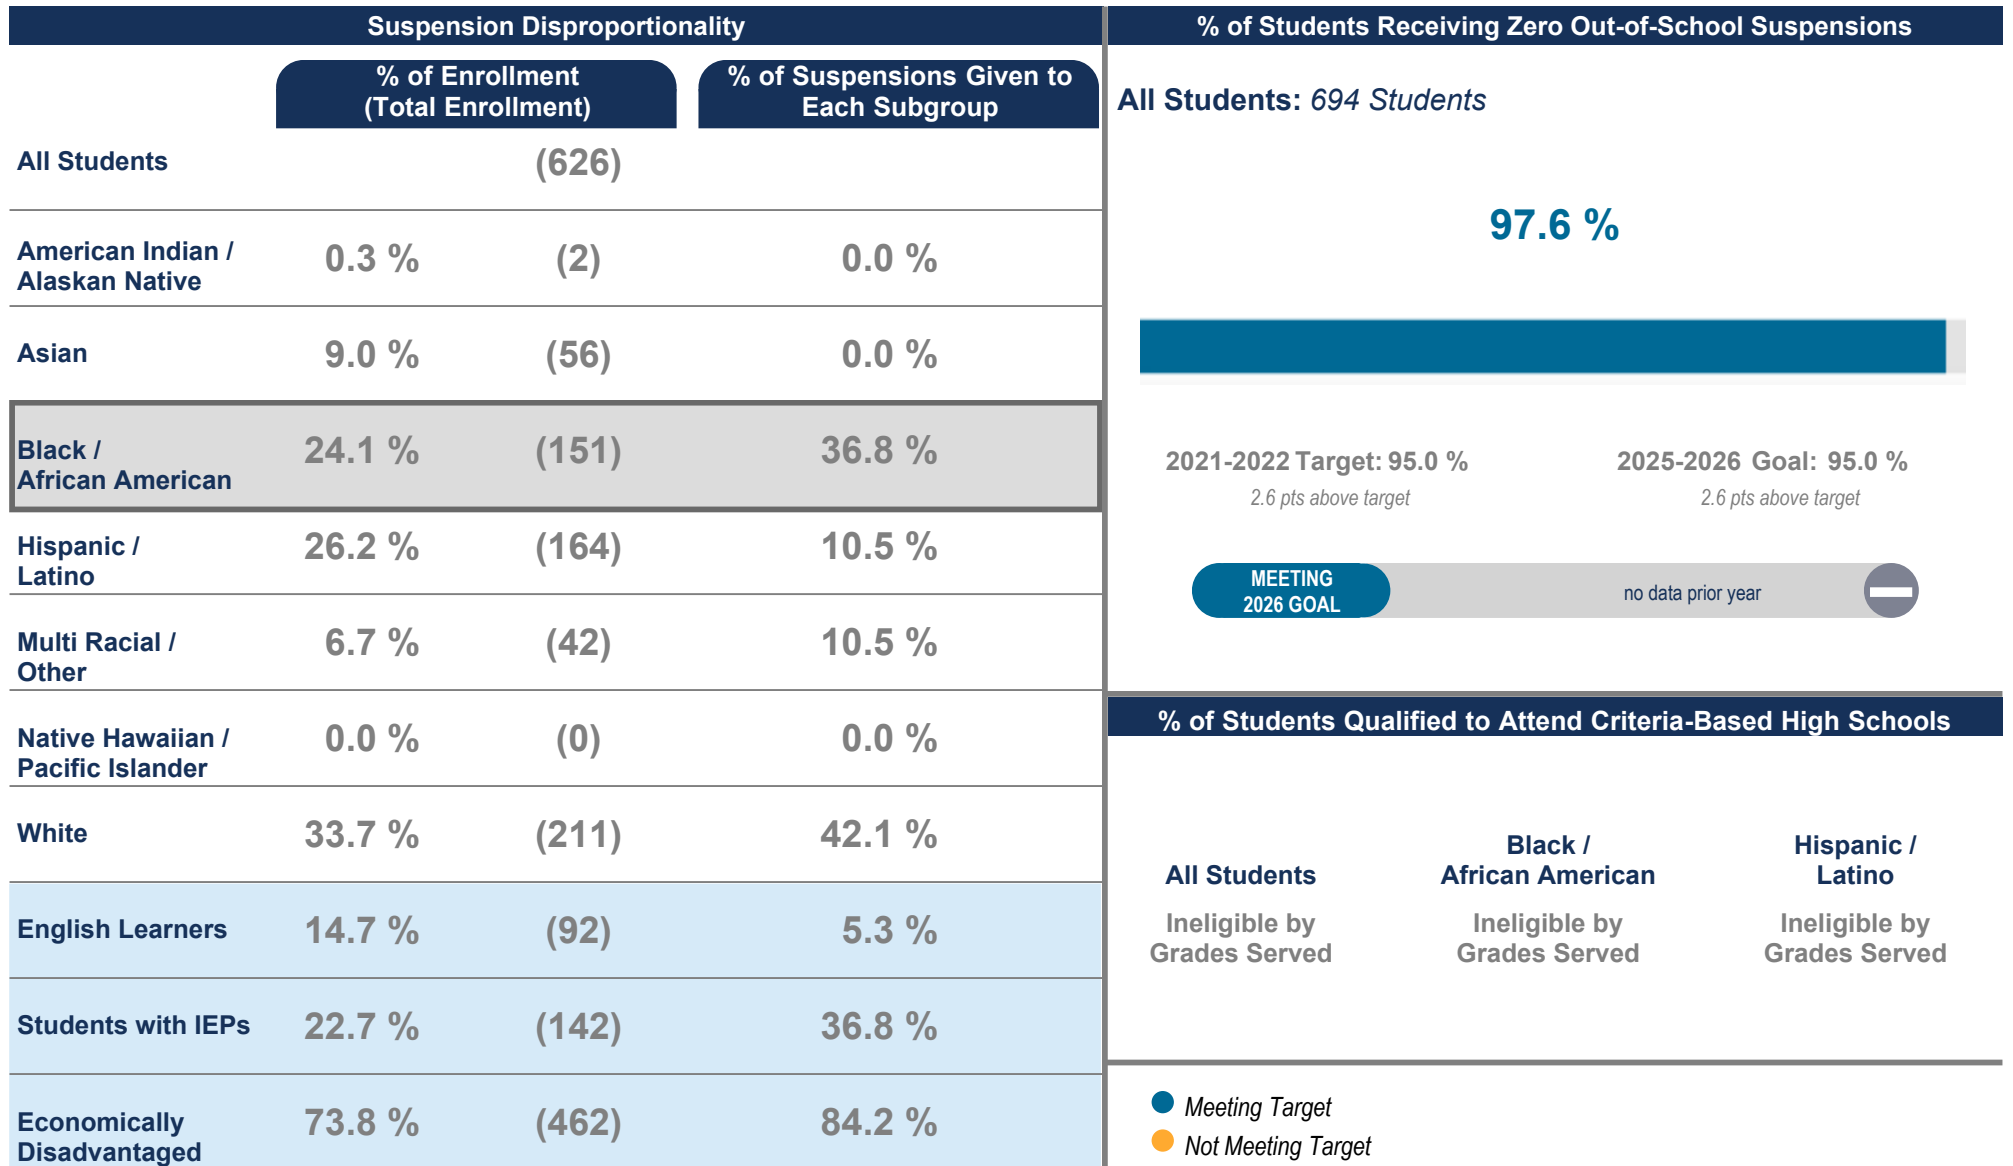 Suspension Disproportionality
% of Enrollment
(Total Enrollment)
% of Suspensions Given to
Each Subgroup
All Students (626)
American Indian /
Alaskan Native
0.3 % (2) 0.0 %
Asian 9.0 % (56) 0.0 %
Black /
African American
24.1 % (151) 36.8 %
Hispanic /
Latino
26.2 % (164) 10.5 %
Multi Racial /
Other
6.7 % (42) 10.5 %
Native Hawaiian /
Pacific Islander
0.0 % (0) 0.0 %
White 33.7 % (211) 42.1 %
English Learners 14.7 % (92) 5.3 %
Students with IEPs 22.7 % (142) 36.8 %
Economically
Disadvantaged
73.8 % (462) 84.2 %
% of Students Receiving Zero Out-of-School Suspensions
All Students: 694 Students
97.6 %
2021-2022 Target: 95.0 %
2.6 pts above target
2025-2026 Goal: 95.0 %
2.6 pts above target
MEETING
2026 GOAL
no data prior year
% of Students Qualified to Attend Criteria-Based High Schools
All Students
Ineligible by
Grades Served
Black /
African American
Ineligible by
Grades Served
Hispanic /
Latino
Ineligible by
Grades Served
Meeting Target
Not Meeting Target